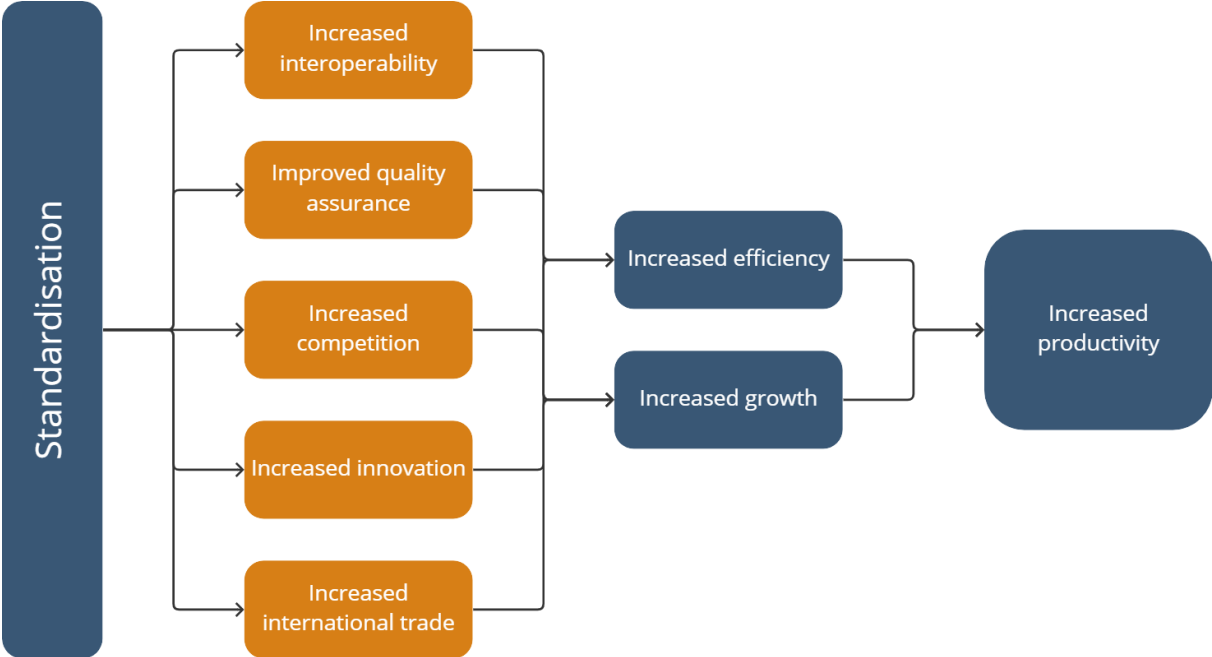 Standardisation
Increased
interoperability
Improved quality
assurance
Increased
competition
Increased innovation
Increased
international trade
Increased efficiency
Increased growth
Increased
productivity